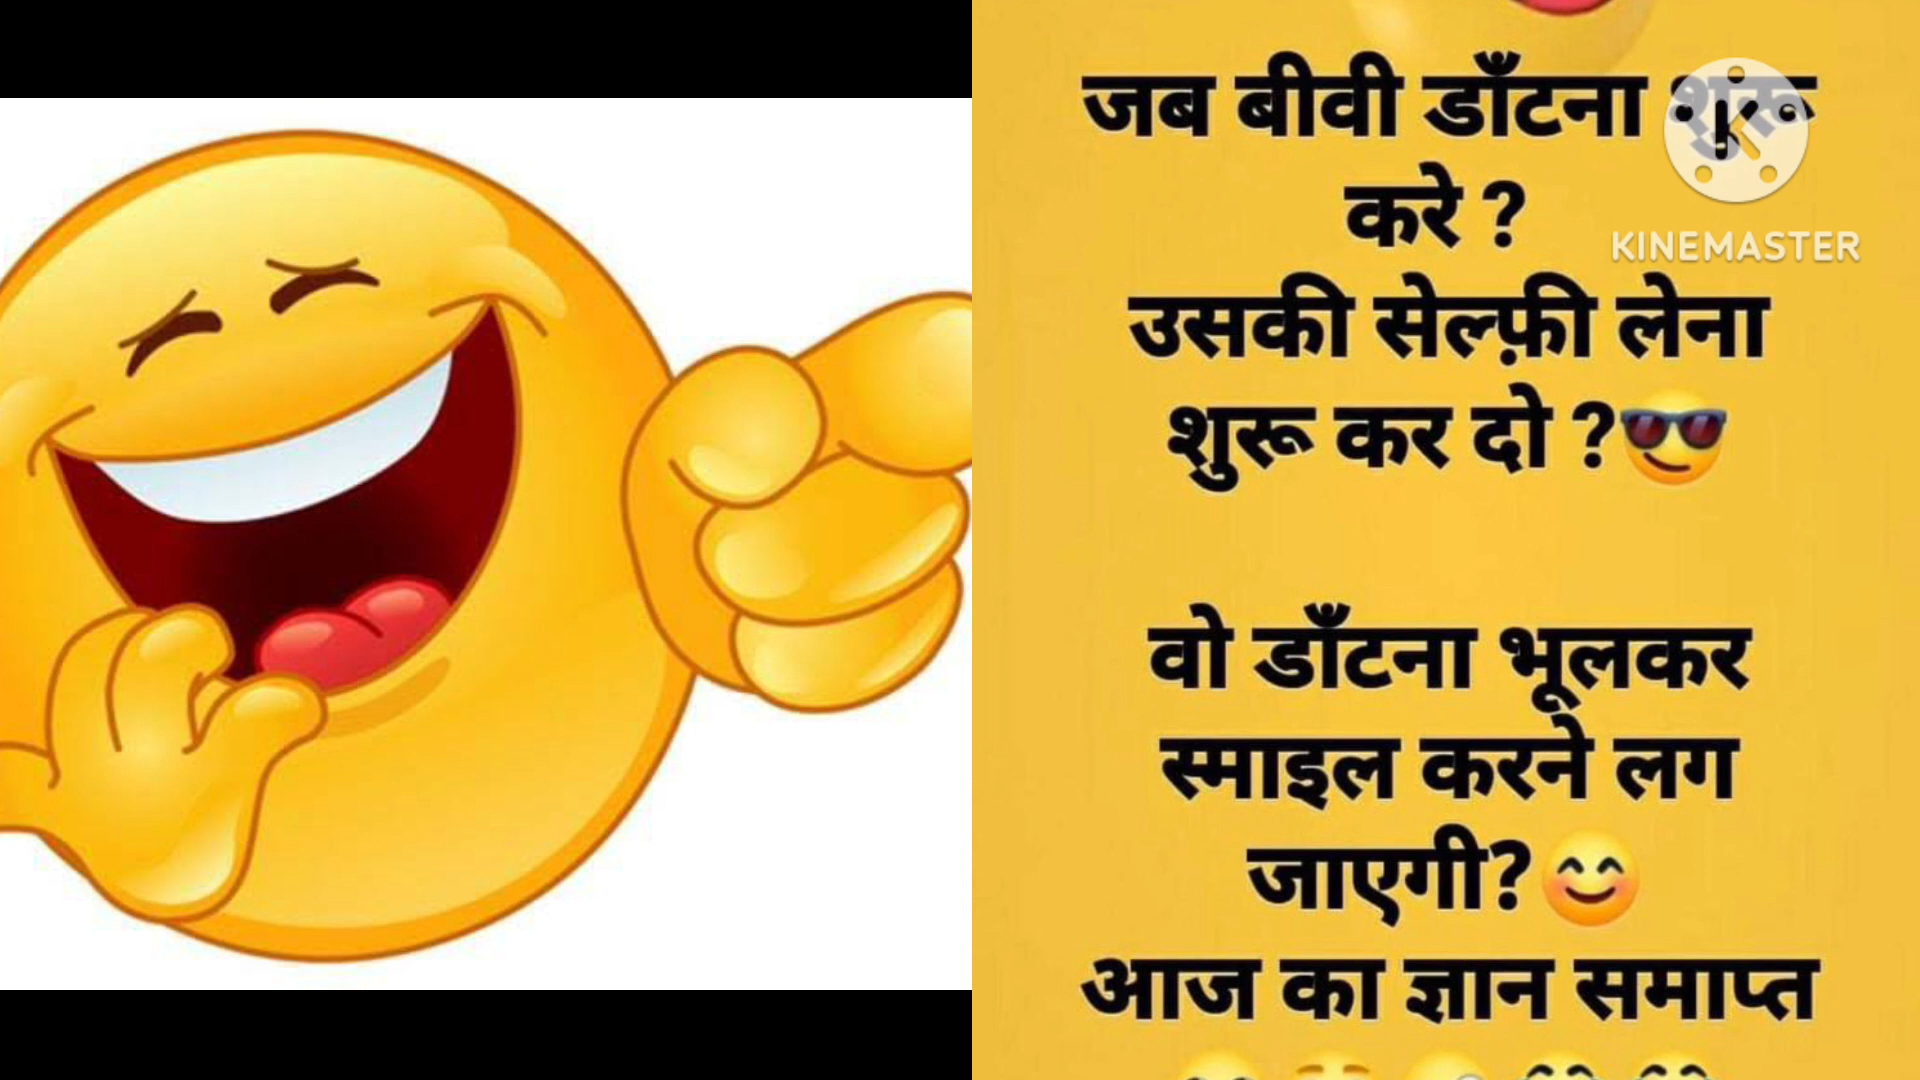 जब बीवी डाँटना शुरू
करे ?
उसकी सेल्फ़ी लेना
शुरू कर दो ?
वो डाँटना भूलकर
स्माइल करने लग
जाएगी?
आज का ज्ञान समाप्त
K
KINEMASTER